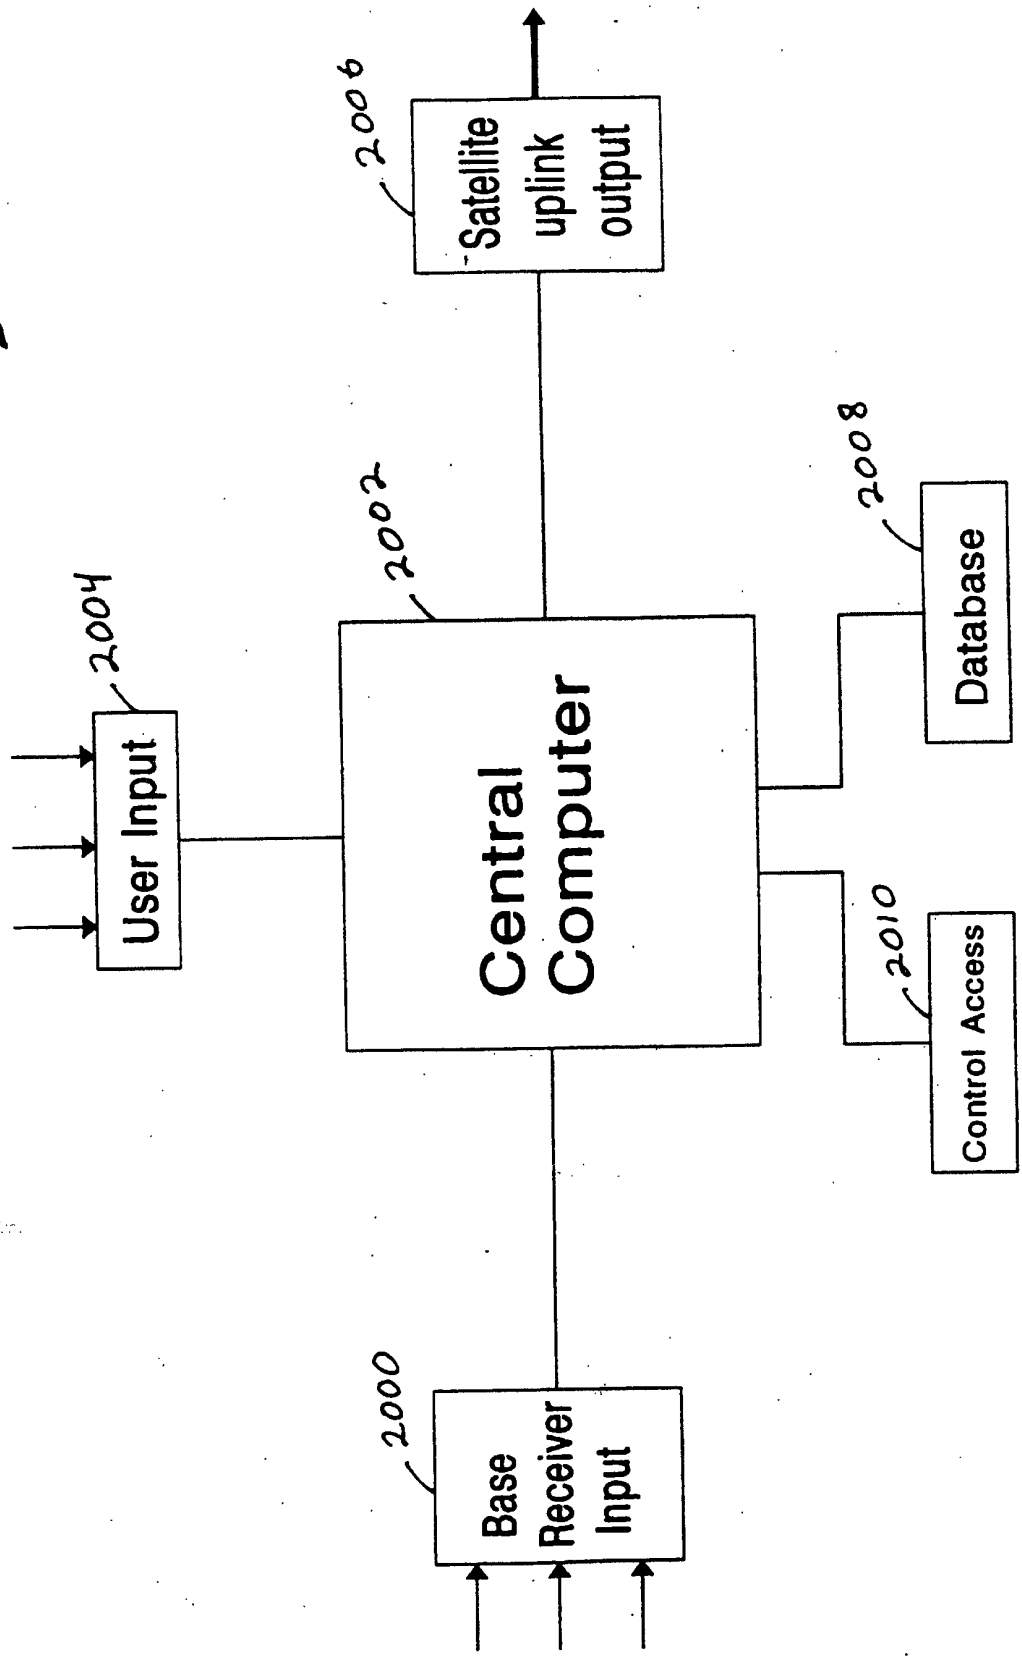 2004
User Input
2000
Base
Receiver
Input
2002
Central
Computer
2006
Satellite
uplink
output
2010
Control Access
2008
Database